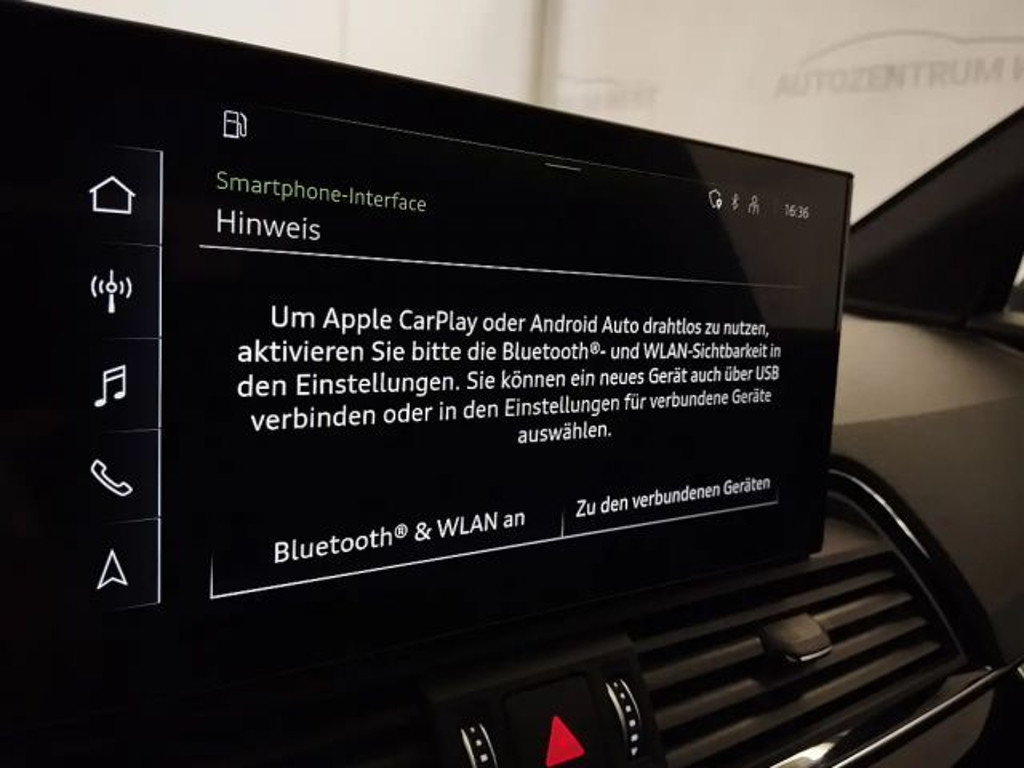 AUTOZENTRUM
Smartphone-Interface
16:36
Hinweis
Um Apple CarPlay oder Android Auto drahtlos zu nutzen,
aktivieren Sie bitte die Bluetooth®- und WLAN-Sichtbarkeit in
den Einstellungen. Sie können ein neues Gerät auch über USB
verbinden oder in den Einstellungen für verbundene Geräte
auswählen.
Bluetooth® & WLAN an
Zu den verbundenen Geräten